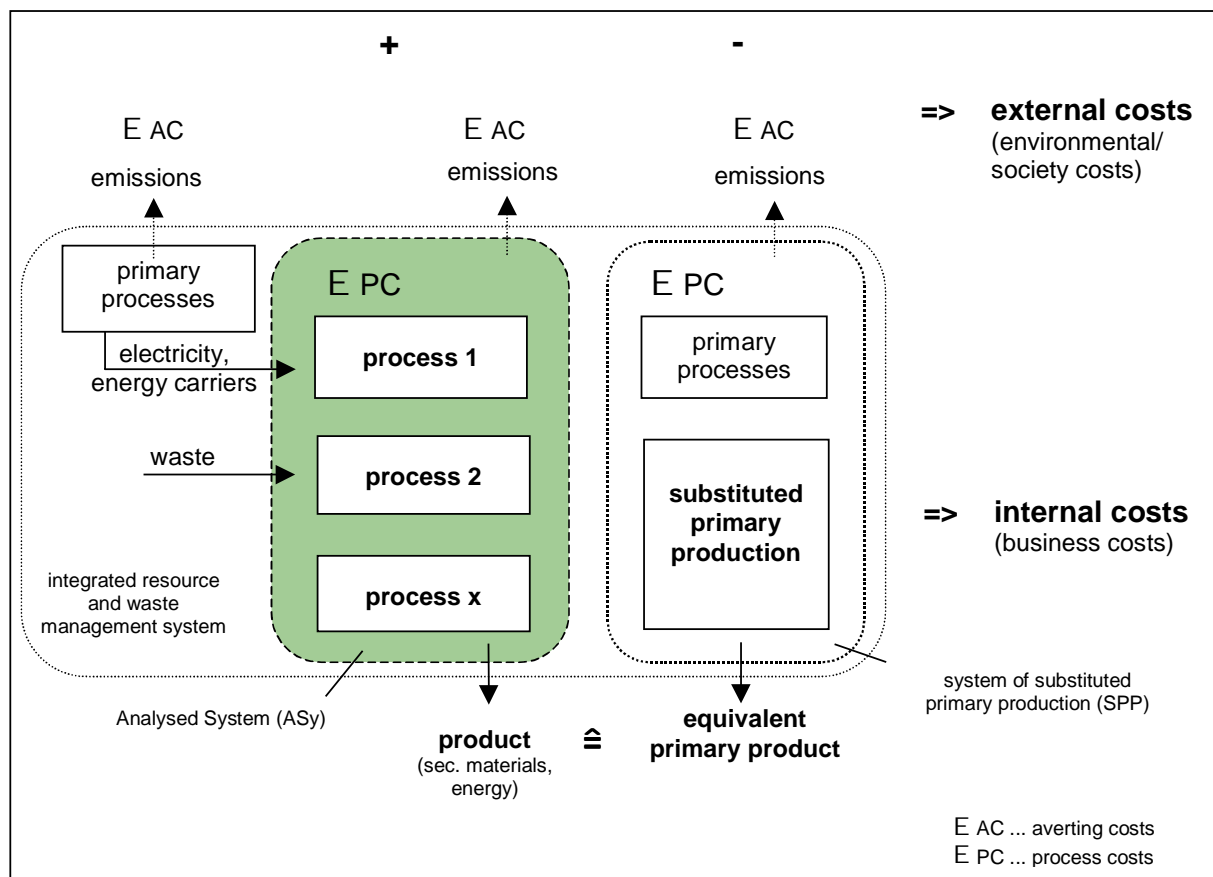 +
-
E AC
E AC
E AC
=> external costs
(environmental/
society costs)
emissions
emissions
emissions
primary
processes
E PC
E PC
electricity,
energy carriers
process 1
primary
processes
waste
process 2
substituted
primary
production
=> internal costs
(business costs)
integrated resource
and waste
management system
process x
Analysed System (ASy)
system of substituted
primary production (SPP)
product
(sec. materials,
energy)
≙
equivalent
primary product
E AC ... averting costs
E PC ... process costs